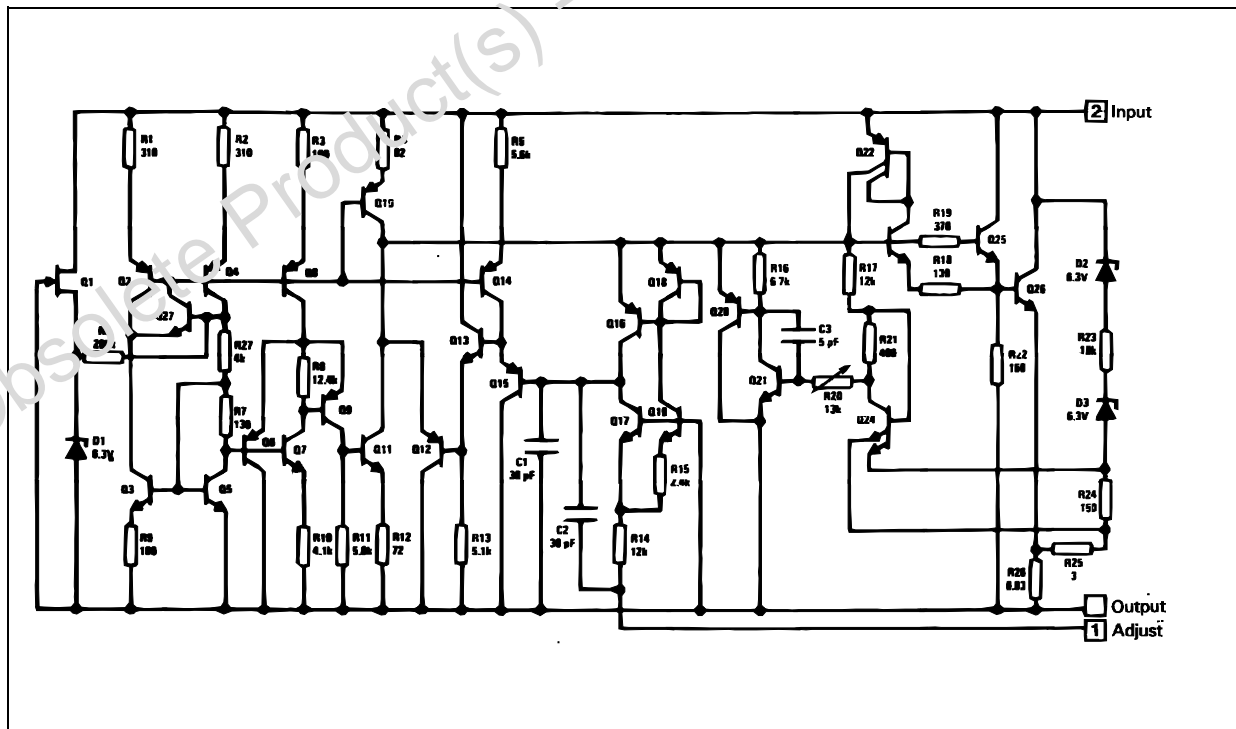 Obsolete Product(s)
2 Input
R1
310
R2
310
R3
82
R5
5.6k
Q22
Q10
R19
370
Q25
R16
6.7k
R17
12k
R18
130
Q1
Q2
Q4
Q8
Q14
Q18
D2
6.3V
Q27
Q26
Q16
Q20
C3
5 pF
R27
4k
Q13
R21
400
R22
160
R23
18k
R8
12.4k
Q15
Q21
R20
13k
R7
130
Q9
D3
6.3V
D1
6.3V
Q6
Q7
Q11
Q12
Q17
Q24
C1
30 pF
R15
2.4k
Q3
Q5
R24
150
C2
30 pF
R9
180
R10
4.1k
R11
5.8k
R12
72
R13
5.1k
R14
12k
R25
3
R26
Output
1 Adjust